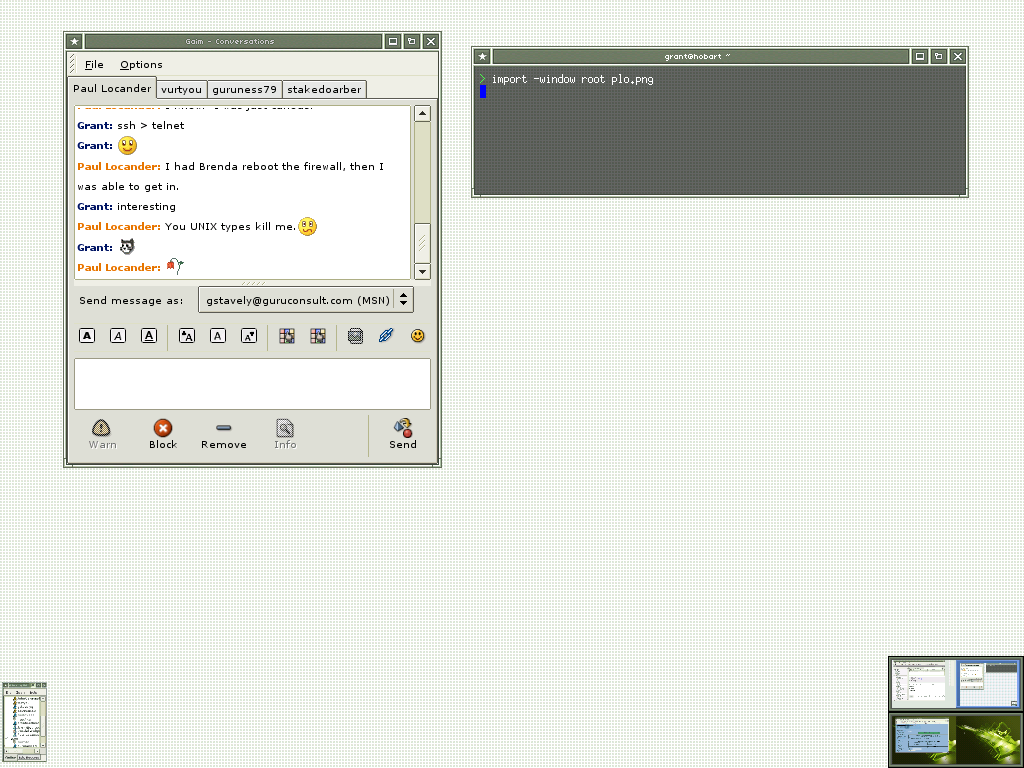 Gaim - Conversations
File Options
Paul Locander vurtyou guruness79 stakedoarber
Grant: ssh > telnet
Grant:
Paul Locander: I had Brenda reboot the firewall, then I
was able to get in.
Grant: interesting
Paul Locander: You UNIX types kill me.
Grant:
Paul Locander:
Send message as: gstavely@guruconsult.com (MSN)
A A A A A A
Warn Block Remove Info Send
grant@hobart ~
> import -window root plo.png